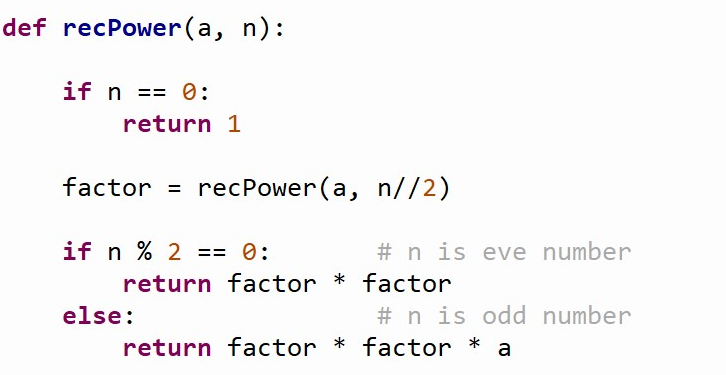 def recPower(a, n):
if n == 0:
return 1
factor = recPower(a, n//2)
if n % 2 == 0: # n is eve number
return factor * factor
else: # n is odd number
return factor * factor * a